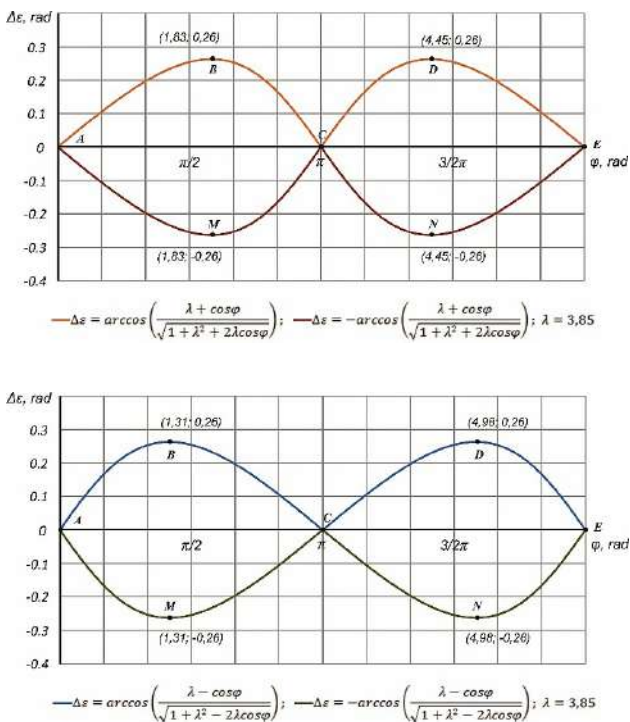 Δε, rad
(1,83; 0,26)
(4,45; 0,26)
0.3
B
D
0.2
0.1
A
C
E
0
π/2
π
3/2π
φ, rad
-0.1
-0.2
M
N
-0.3
(1,83; -0,26)
(4,45; -0,26)
-0.4
Δε = arccos(λ + cosφ / √1 + λ² + 2λcosφ); Δε = −arccos(λ + cosφ / √1 + λ² + 2λcosφ); λ = 3,85
Δε, rad
0.4
(1,31; 0,26)
(4,98; 0,26)
0.3
B
D
0.2
0.1
A
C
E
0
π/2
π
3/2π
φ, rad
-0.1
-0.2
M
N
-0.3
(1,31; -0,26)
(4,98; -0,26)
-0.4
Δε = arccos(λ − cosφ / √1 + λ² − 2λcosφ); Δε = −arccos(λ − cosφ / √1 + λ² − 2λcosφ); λ = 3,85